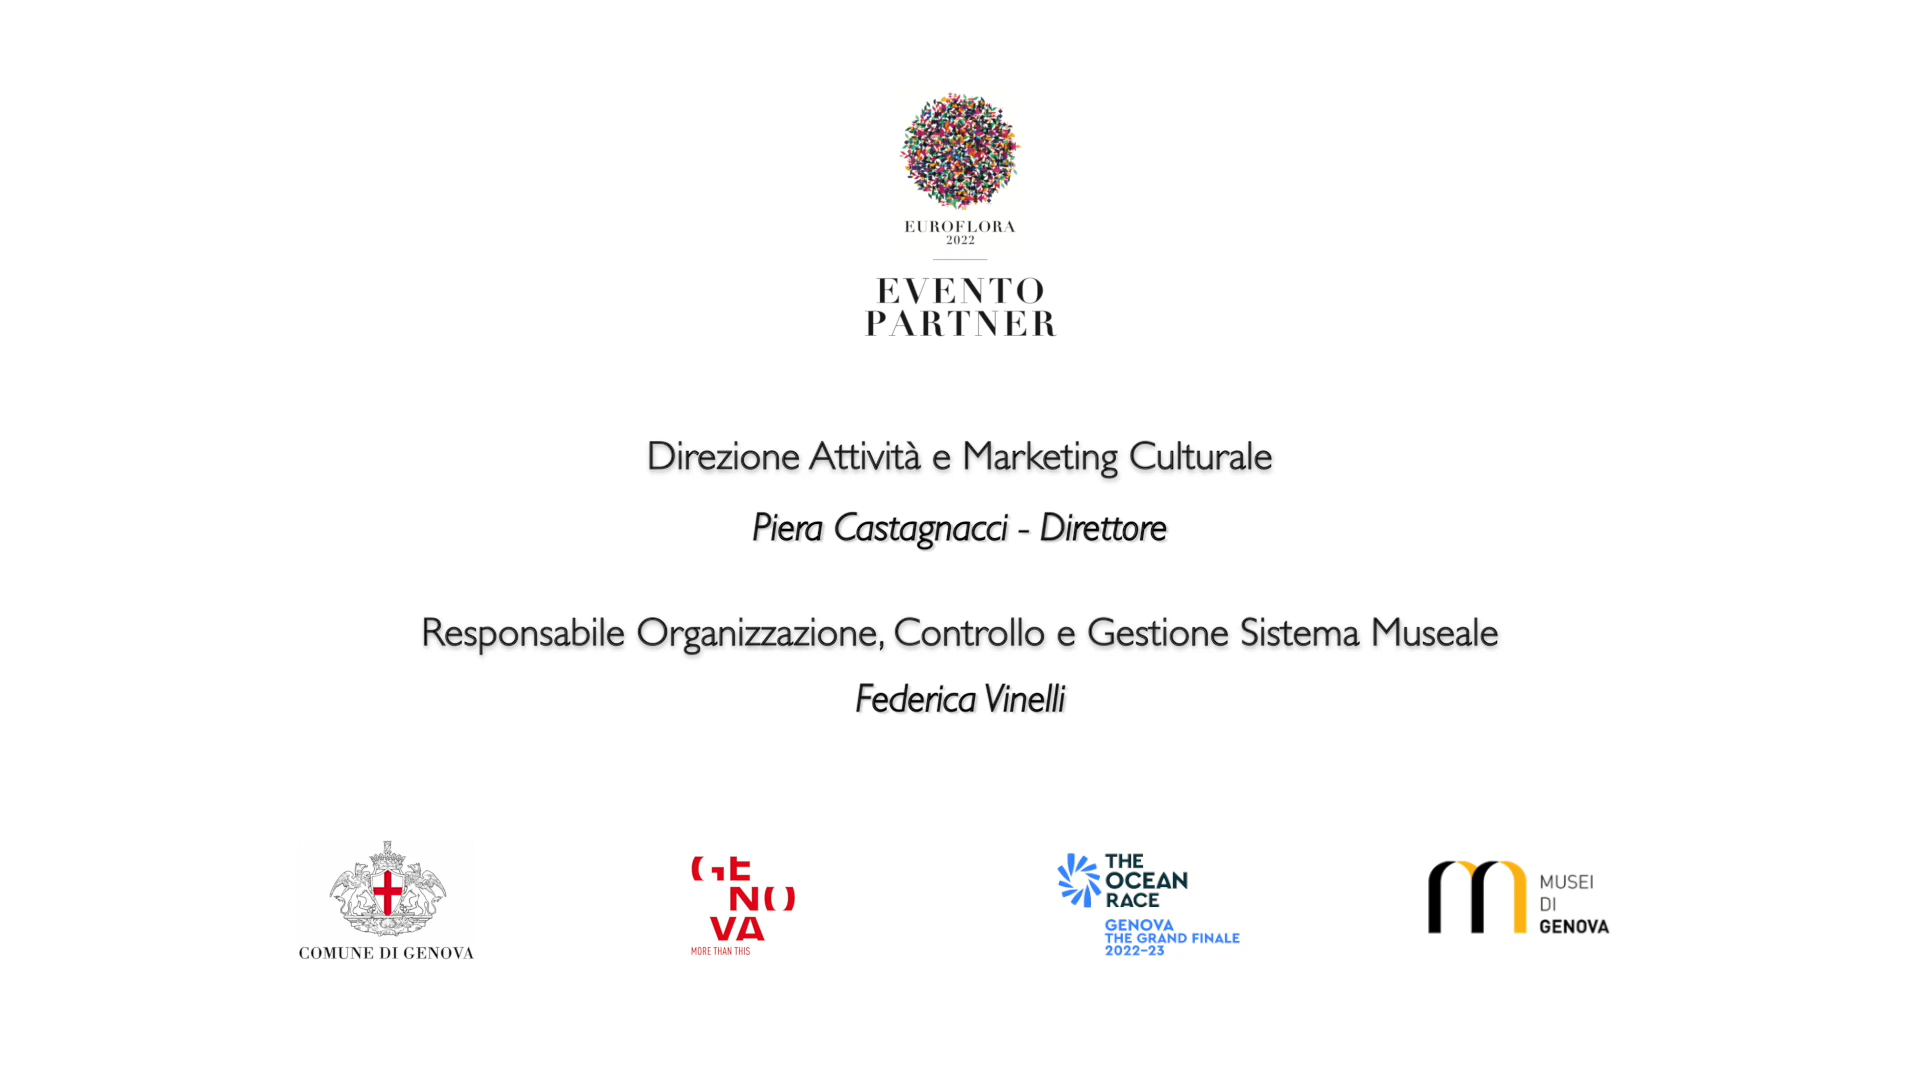 EUROFLORA
2022
EVENTO
PARTNER
Direzione Attività e Marketing Culturale
Piera Castagnacci - Direttore
Responsabile Organizzazione, Controllo e Gestione Sistema Museale
Federica Vinelli
COMUNE DI GENOVA
GE
NO
VA
MORE THAN THIS
THE
OCEAN
RACE
GENOVA
THE GRAND FINALE
2022-23
MUSEI
DI
GENOVA